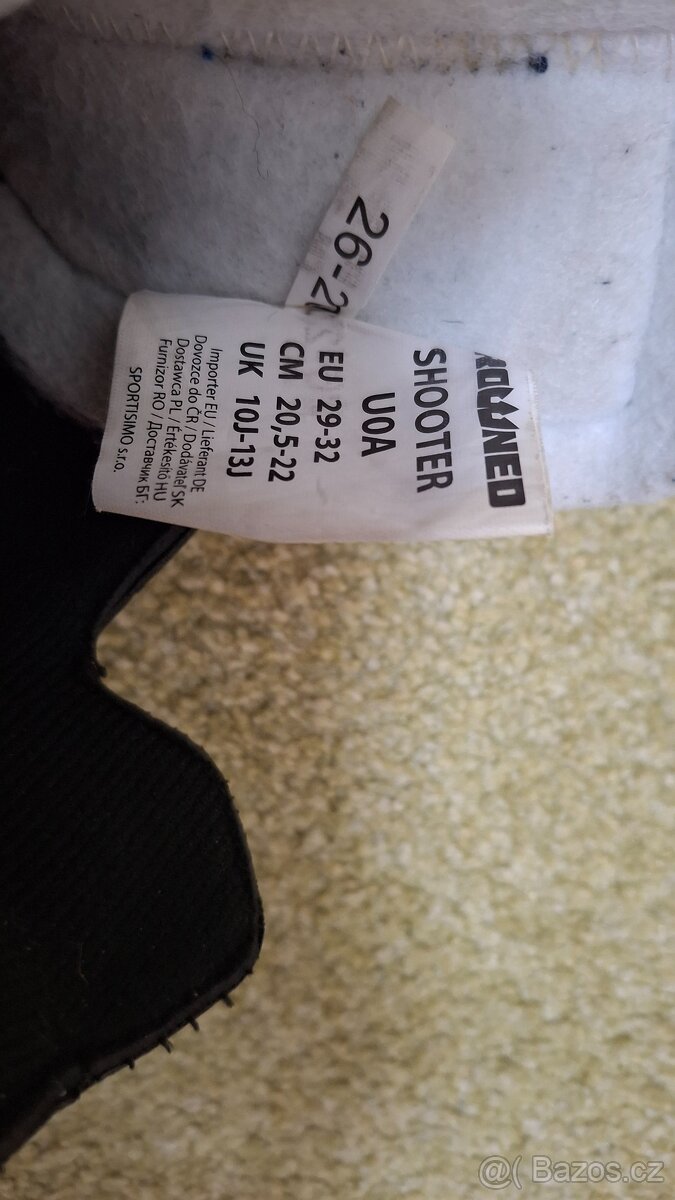 26-2
SHOOTER
U0A
EU 29-32
CM 20,5-22
UK 10J-13J
Importer EU / Lieferant DE
Dovozce do ČR / Dodávateľ SK
Dostawca PL / Értékesítő HU
Furnizor RO / Доставчик БГ:
SPORTISIMO s.r.o.
@( Bazos.cz